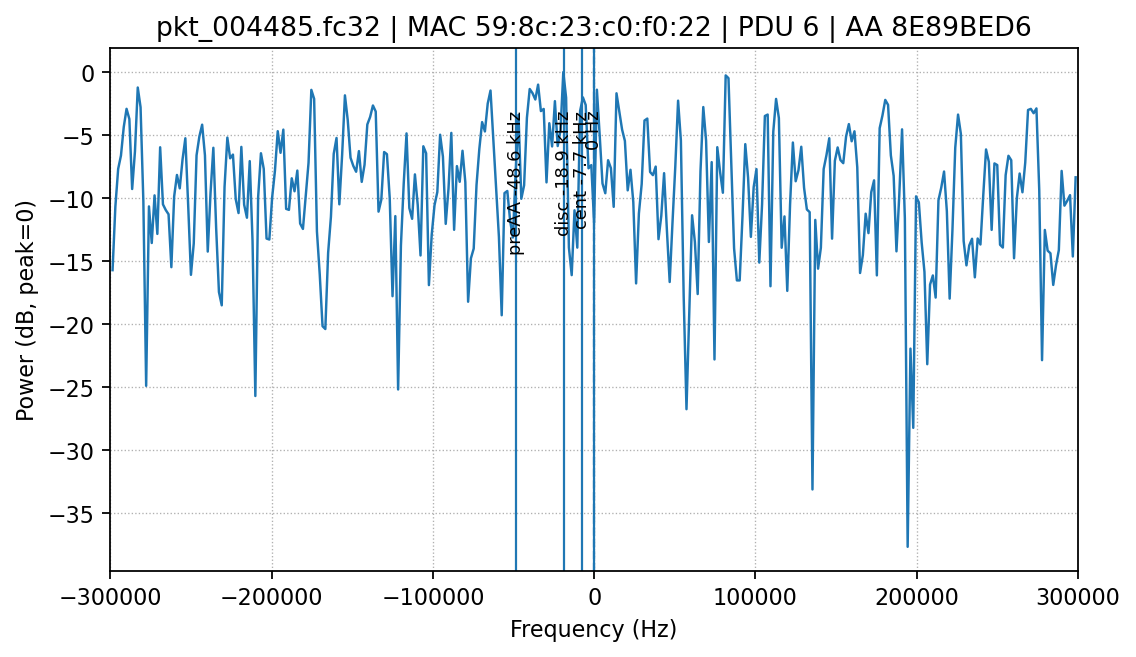 pkt_004485.fc32 | MAC 59:8c:23:c0:f0:22 | PDU 6 | AA 8E89BED6
Power (dB, peak=0)
0
−5
−10
−15
−20
−25
−30
−35
preAA -48.6 kHz
disc -18.9 kHz
cent -7.7 kHz
0 Hz
−300000
−200000
−100000
0
100000
200000
300000
Frequency (Hz)